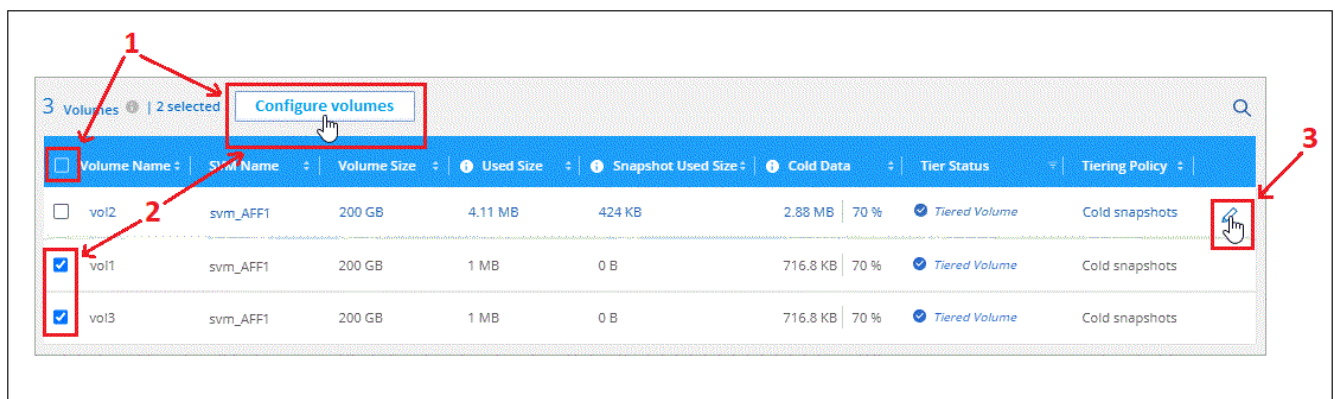 1
3 Volumes | 2 selected Configure volumes
3
Volume Name SVM Name Volume Size Used Size Snapshot Used Size Cold Data Tier Status Tiering Policy
vol2 2 svm_AFF1 200 GB 4.11 MB 424 KB 2.88 MB 70 % Tiered Volume Cold snapshots
vol1 svm_AFF1 200 GB 1 MB 0 B 716.8 KB 70 % Tiered Volume Cold snapshots
vol3 svm_AFF1 200 GB 1 MB 0 B 716.8 KB 70 % Tiered Volume Cold snapshots